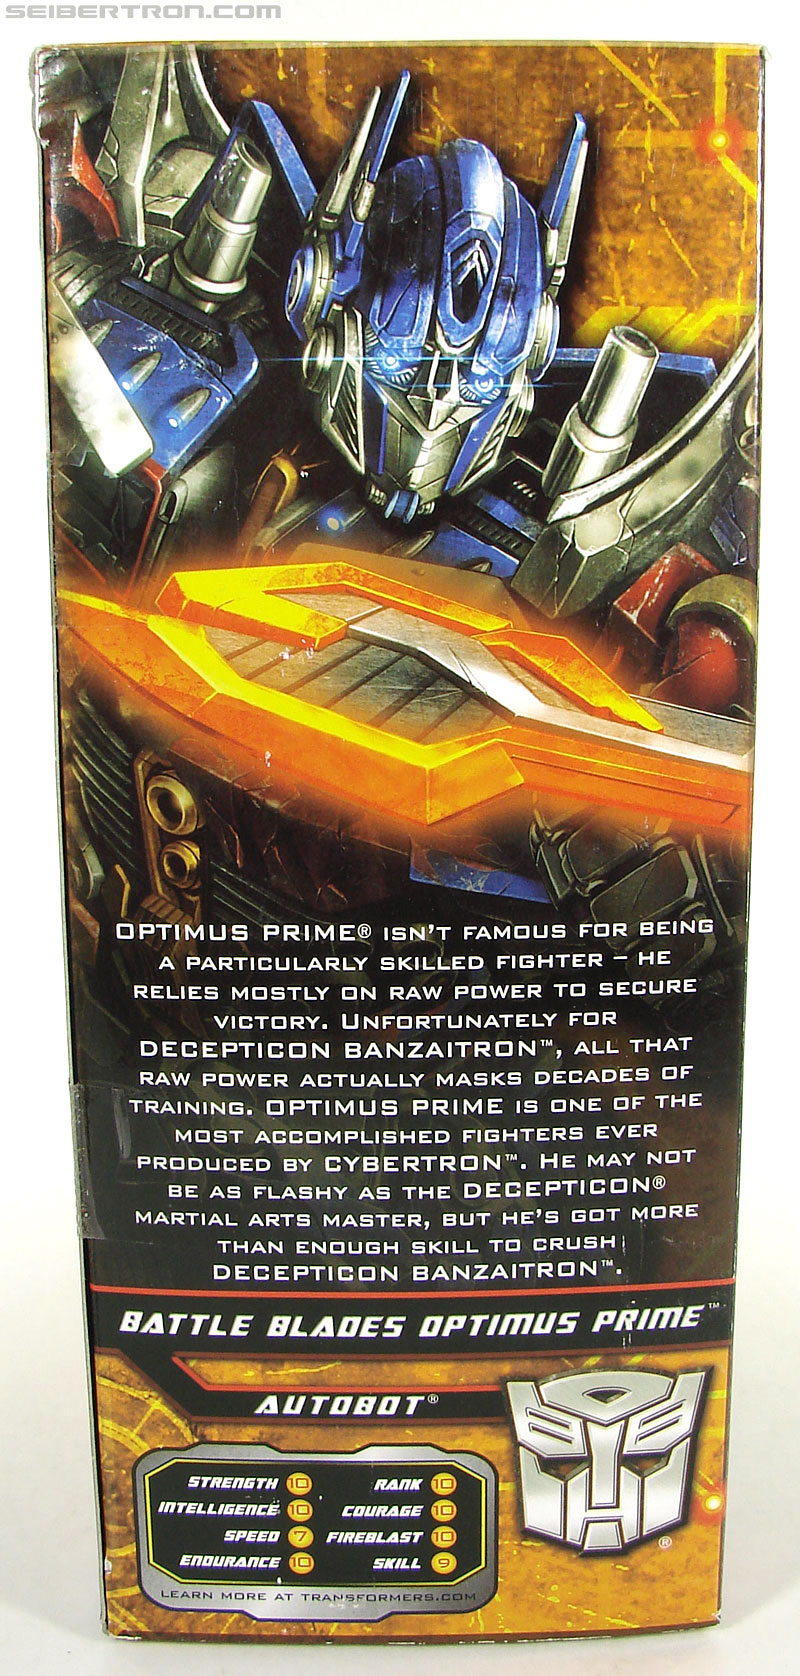 SEIBERTRON.COM
OPTIMUS PRIME® ISN'T FAMOUS FOR BEING
A PARTICULARLY SKILLED FIGHTER – HE
RELIES MOSTLY ON RAW POWER TO SECURE
VICTORY. UNFORTUNATELY FOR
DECEPTICON BANZAITRON™, ALL THAT
RAW POWER ACTUALLY MASKS DECADES OF
TRAINING. OPTIMUS PRIME IS ONE OF THE
MOST ACCOMPLISHED FIGHTERS EVER
PRODUCED BY CYBERTRON™. HE MAY NOT
BE AS FLASHY AS THE DECEPTICON®
MARTIAL ARTS MASTER, BUT HE'S GOT MORE
THAN ENOUGH SKILL TO CRUSH
DECEPTICON BANZAITRON™.
BATTLE BLADES OPTIMUS PRIME™
AUTOBOT®
STRENGTH 10 RANK 10
INTELLIGENCE 10 COURAGE 10
SPEED 7 FIREBLAST 10
ENDURANCE 10 SKILL 9
®
LEARN MORE AT TRANSFORMERS.COM